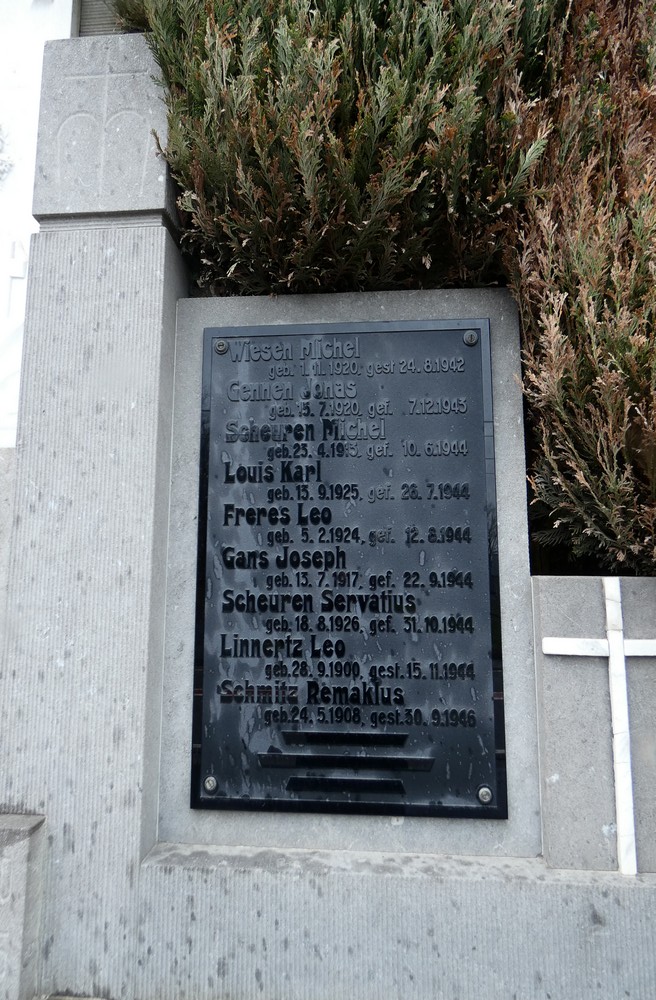 Wiesen Michel
geb. 1. 11. 1920, gest 24. 8. 1942
Gennen Jonas
geb. 15. 7. 1920, gef. 7. 12. 1943
Scheuren Michel
geb. 23. 4. 1913, gef. 10. 6. 1944
Louis Karl
geb. 13. 9. 1925, gef. 26. 7. 1944
Freres Leo
geb. 5. 2. 1924, gef. 12. 8. 1944
Gans Joseph
geb. 13. 7. 1917, gef. 22. 9. 1944
Scheuren Servatius
geb. 18. 8. 1926, gef. 31. 10. 1944
Linnertz Leo
geb. 28. 9. 1900, gest. 15. 11. 1944
Schmitz Remaklus
geb. 24. 5. 1908, gest. 30. 9. 1946